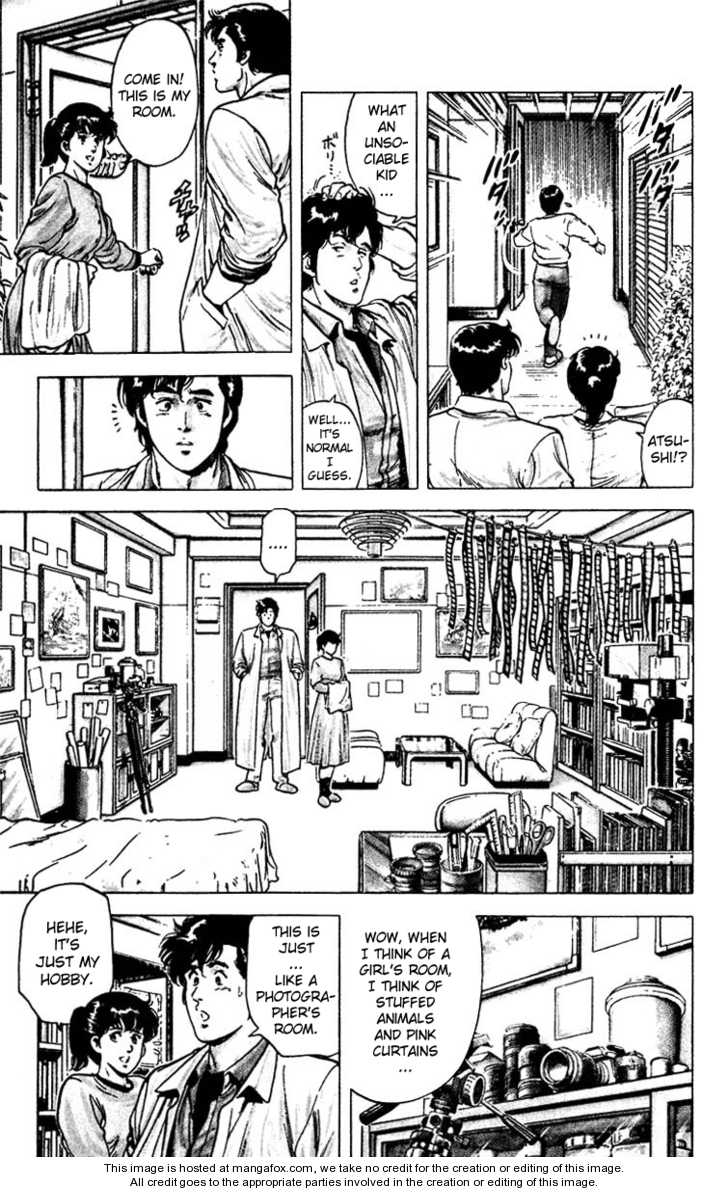 ATSU-
SHI!?
WHAT
AN
UNSO-
CIABLE
KID
...
ボリ
WELL...
IT'S
NORMAL
I
GUESS.
COME IN!
THIS IS MY
ROOM.
....
WOW, WHEN
I THINK OF A
GIRL'S ROOM,
I THINK OF
STUFFED
ANIMALS
AND PINK
CURTAINS
...
THIS IS
JUST
...
LIKE A
PHOTOGRA-
PHER'S
ROOM.
HEHE,
IT'S
JUST MY
HOBBY.
This image is hosted at mangafox.com, we take no credit for the creation or editing of this image.
All credit goes to the appropriate parties involved in the creation or editing of this image.